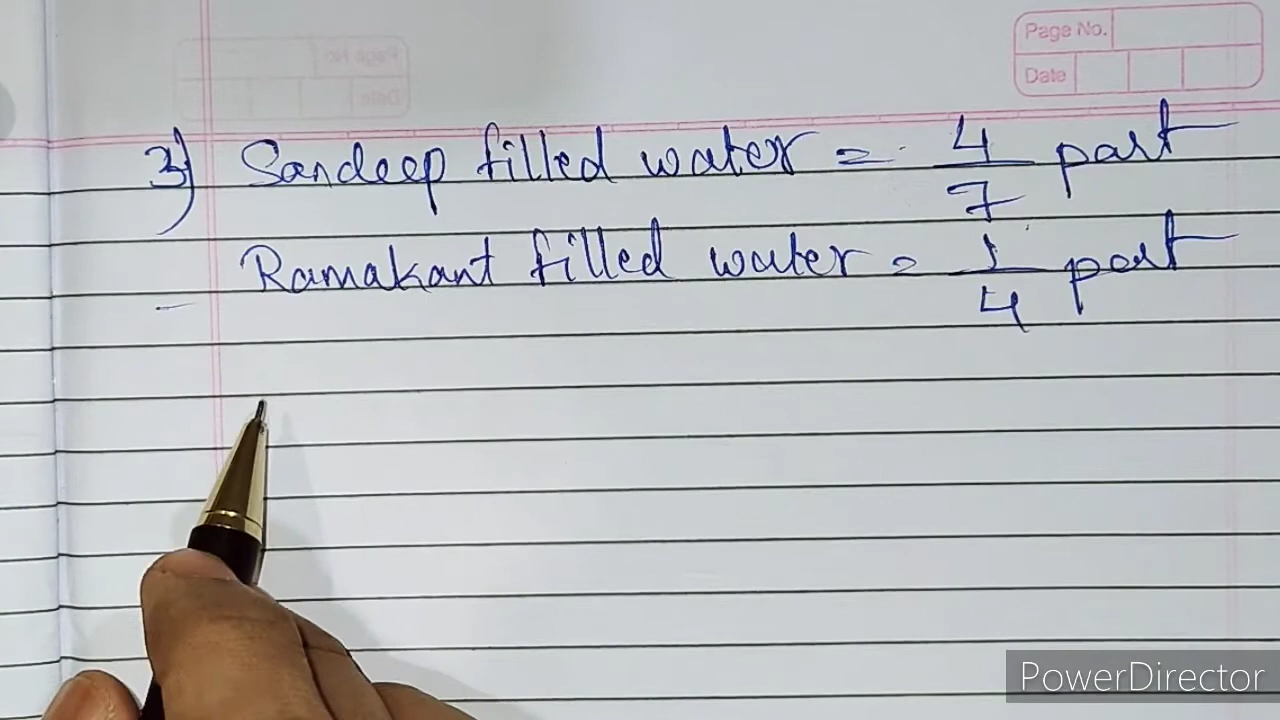 Page No.
Date
3) Sandeep filled water = 4/7 part
Ramakant filled water = 1/4 part
PowerDirector